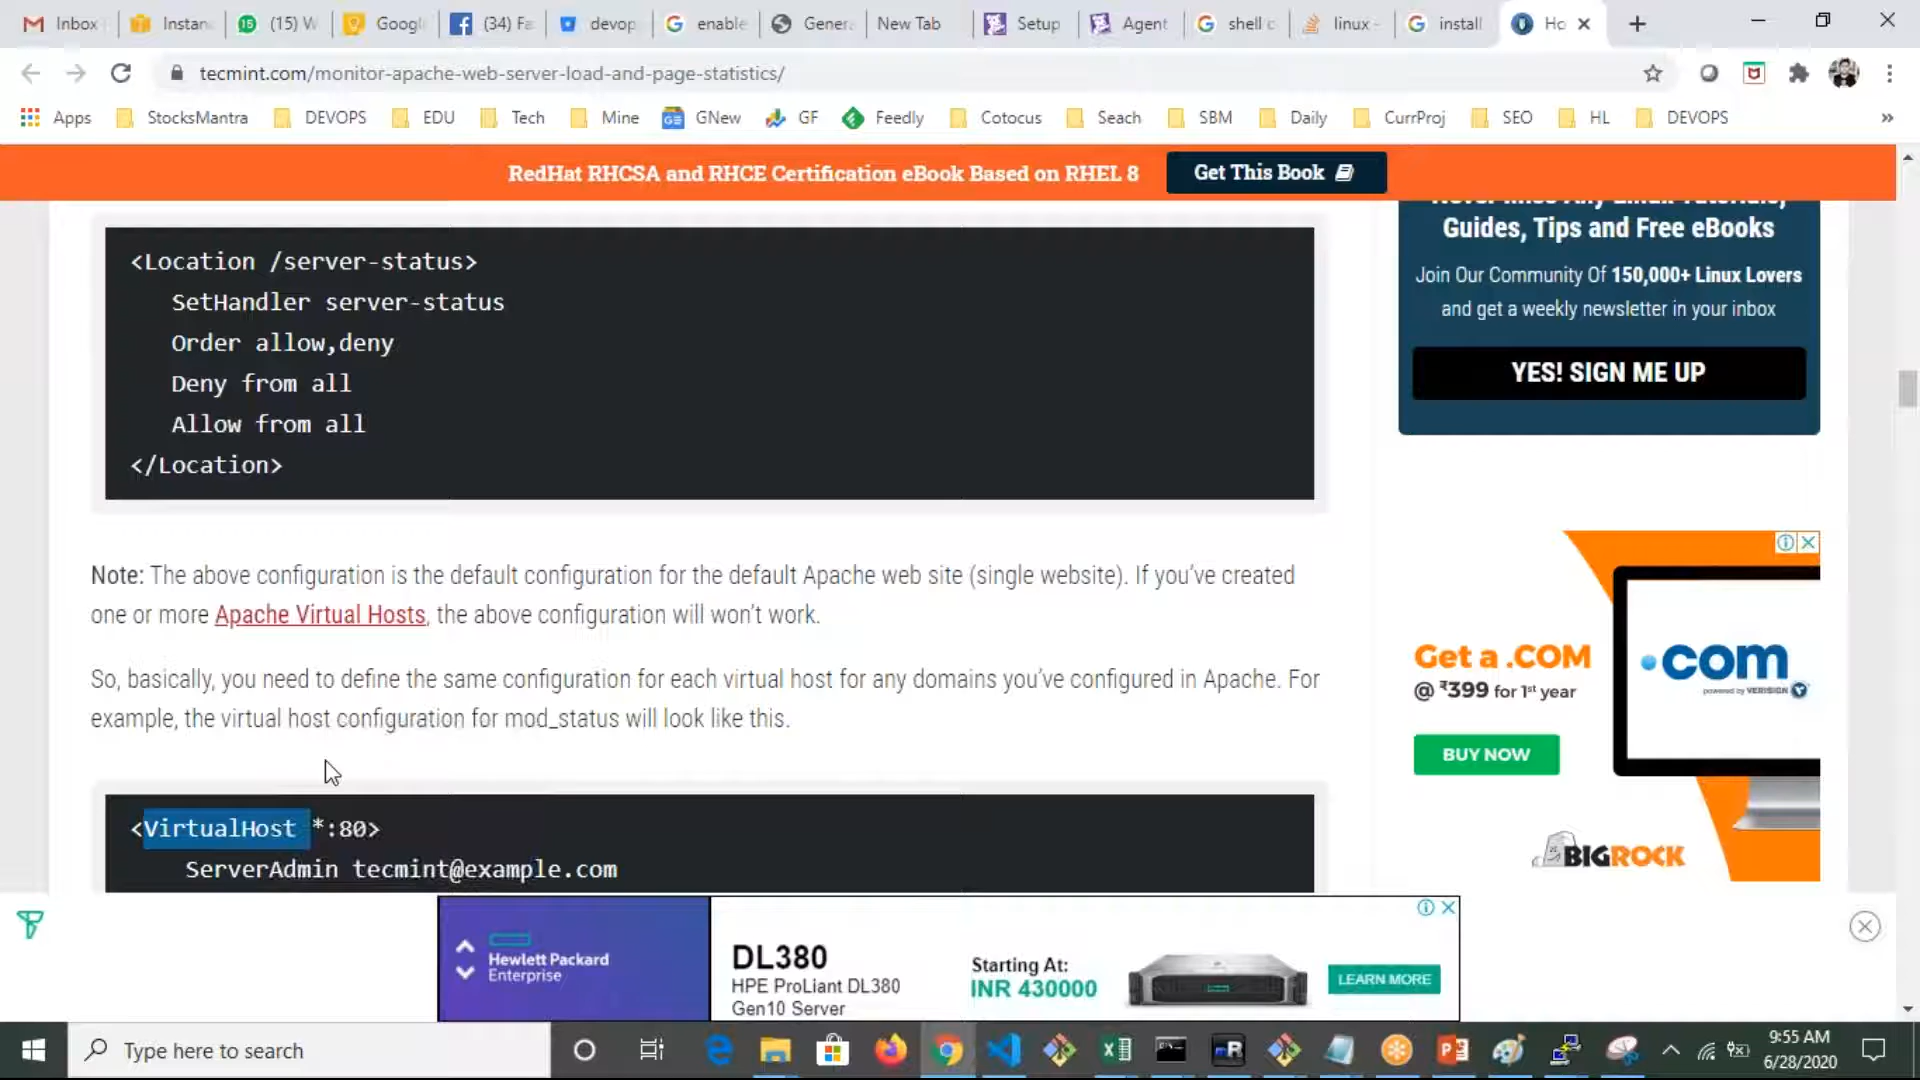 Inbox
Instan
(15) W
Googl
(34) Fa
devop
enable
Genera
New Tab
Setup
Agent
shell c
linux -
install
Ho
tecmint.com/monitor-apache-web-server-load-and-page-statistics/
Apps
StocksMantra
DEVOPS
EDU
Tech
Mine
GNew
GF
Feedly
Cotocus
Seach
SBM
Daily
CurrProj
SEO
HL
DEVOPS
»
RedHat RHCSA and RHCE Certification eBook Based on RHEL 8
Get This Book
<Location /server-status>
SetHandler server-status
Order allow,deny
Deny from all
Allow from all
</Location>
Note: The above configuration is the default configuration for the default Apache web site (single website). If you’ve created
one or more Apache Virtual Hosts, the above configuration will won’t work.
So, basically, you need to define the same configuration for each virtual host for any domains you’ve configured in Apache. For
example, the virtual host configuration for mod_status will look like this.
<VirtualHost *:80>
ServerAdmin tecmint@example.com
Guides, Tips and Free eBooks
Join Our Community Of 150,000+ Linux Lovers
and get a weekly newsletter in your inbox
YES! SIGN ME UP
Get a .COM
@ ₹399 for 1st year
BUY NOW
.com
powered by VERISIGN
BIGROCK
Hewlett Packard
Enterprise
DL380
HPE ProLiant DL380
Gen10 Server
Starting At:
INR 430000
LEARN MORE
Type here to search
9:55 AM
6/28/2020